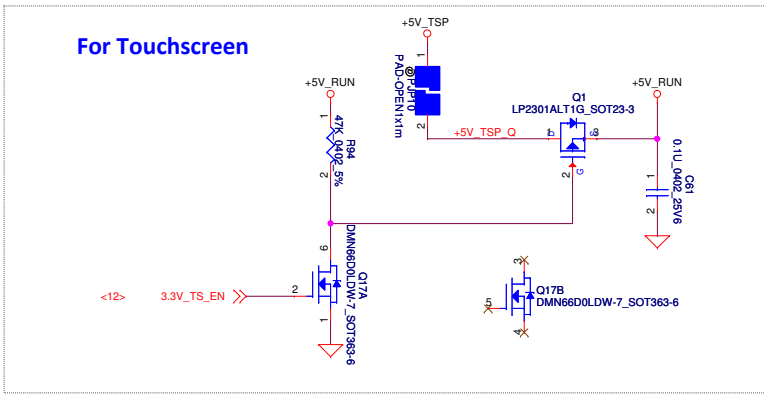 For Touchscreen
+5V_TSP
1
@PJP10
PAD-OPEN1x1m
2
+5V_RUN
1
R94
47K_0402_5%
2
+5V_TSP_Q
Q1
LP2301ALT1G_SOT23-3
1
D
3
S
2
G
+5V_RUN
1
C61
0.1U_0402_25V6
2
6
Q17A
DMN66D0LDW-7_SOT363-6
<12>
3.3V_TS_EN
2
1
3
5
Q17B
DMN66D0LDW-7_SOT363-6
4